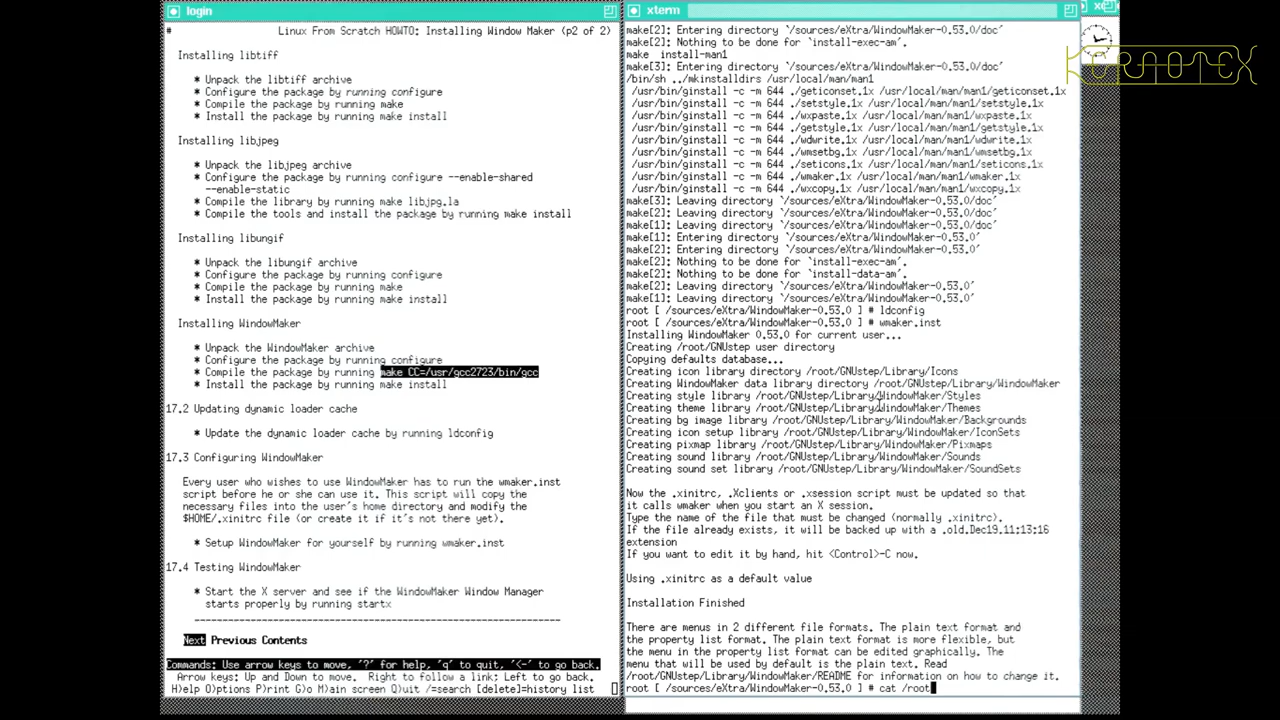 login
# Linux From Scratch HOWTO: Installing Window Maker (p2 of 2)
Installing libtiff
* Unpack the libtiff archive
* Configure the package by running configure
* Compile the package by running make
* Install the package by running make install
Installing libjpeg
* Unpack the libjpeg archive
* Configure the package by running configure --enable-shared
--enable-static
* Compile the library by running make libjpg.la
* Compile the tools and install the package by running make install
Installing libungif
* Unpack the libungif archive
* Configure the package by running configure
* Compile the package by running make
* Install the package by running make install
Installing WindowMaker
* Unpack the WindowMaker archive
* Configure the package by running configure
* Compile the package by running make CC=/usr/gcc2723/bin/gcc
* Install the package by running make install
17.2 Updating dynamic loader cache
* Update the dynamic loader cache by running ldconfig
17.3 Configuring WindowMaker
Every user who wishes to use WindowMaker has to run the wmaker.inst
script before he or she can use it. This script will copy the
necessary files into the user's home directory and modify the
$HOME/.xinitrc file (or create it if it's not there yet).
* Setup WindowMaker for yourself by running wmaker.inst
17.4 Testing WindowMaker
* Start the X server and see if the WindowMaker Window Manager
starts properly by running startx
------------------------------------------------------------
Next Previous Contents
Commands: Use arrow keys to move, '?' for help, 'q' to quit, '<-' to go back.
Arrow keys: Up and Down to move. Right to follow a link; Left to go back.
H)elp O)ptions P)rint G)o M)ain screen Q)uit /=search [delete]=history list
xterm
make[2]: Entering directory `/sources/eXtra/WindowMaker-0.53.0/doc'
make[2]: Nothing to be done for `install-exec-am'.
make  install-man1
make[3]: Entering directory `/sources/eXtra/WindowMaker-0.53.0/doc'
/bin/sh ../mkinstalldirs /usr/local/man/man1
/usr/bin/ginstall -c -m 644 ./geticonset.1x /usr/local/man/man1/geticonset.1x
/usr/bin/ginstall -c -m 644 ./setstyle.1x /usr/local/man/man1/setstyle.1x
/usr/bin/ginstall -c -m 644 ./wxpaste.1x /usr/local/man/man1/wxpaste.1x
/usr/bin/ginstall -c -m 644 ./getstyle.1x /usr/local/man/man1/getstyle.1x
/usr/bin/ginstall -c -m 644 ./wdwrite.1x /usr/local/man/man1/wdwrite.1x
/usr/bin/ginstall -c -m 644 ./wmsetbg.1x /usr/local/man/man1/wmsetbg.1x
/usr/bin/ginstall -c -m 644 ./seticons.1x /usr/local/man/man1/seticons.1x
/usr/bin/ginstall -c -m 644 ./wmaker.1x /usr/local/man/man1/wmaker.1x
/usr/bin/ginstall -c -m 644 ./wxcopy.1x /usr/local/man/man1/wxcopy.1x
make[3]: Leaving directory `/sources/eXtra/WindowMaker-0.53.0/doc'
make[2]: Leaving directory `/sources/eXtra/WindowMaker-0.53.0/doc'
make[1]: Leaving directory `/sources/eXtra/WindowMaker-0.53.0/doc'
make[1]: Entering directory `/sources/eXtra/WindowMaker-0.53.0'
make[2]: Entering directory `/sources/eXtra/WindowMaker-0.53.0'
make[2]: Nothing to be done for `install-exec-am'.
make[2]: Nothing to be done for `install-data-am'.
make[2]: Leaving directory `/sources/eXtra/WindowMaker-0.53.0'
make[1]: Leaving directory `/sources/eXtra/WindowMaker-0.53.0'
root [ /sources/eXtra/WindowMaker-0.53.0 ] # ldconfig
root [ /sources/eXtra/WindowMaker-0.53.0 ] # wmaker.inst
Installing WindowMaker 0.53.0 for current user...
Creating /root/GNUstep user directory
Copying defaults database...
Creating icon library directory /root/GNUstep/Library/Icons
Creating WindowMaker data library directory /root/GNUstep/Library/WindowMaker
Creating style library /root/GNUstep/Library/WindowMaker/Styles
Creating theme library /root/GNUstep/Library/WindowMaker/Themes
Creating bg image library /root/GNUstep/Library/WindowMaker/Backgrounds
Creating icon setup library /root/GNUstep/Library/WindowMaker/IconSets
Creating pixmap library /root/GNUstep/Library/WindowMaker/Pixmaps
Creating sound library /root/GNUstep/Library/WindowMaker/Sounds
Creating sound set library /root/GNUstep/Library/WindowMaker/SoundSets
Now the .xinitrc, .Xclients or .xsession script must be updated so that
it calls wmaker when you start an X session.
Type the name of the file that must be changed (normally .xinitrc).
If the file already exists, it will be backed up with a .old.Dec19.11:13:16
extension
If you want to edit it by hand, hit <Control>-C now.
Using .xinitrc as a default value
Installation Finished
There are menus in 2 different file formats. The plain text format and
the property list format. The plain text format is more flexible, but
the menu in the property list format can be edited graphically. The
menu that will be used by default is the plain text. Read
/root/GNUstep/Library/WindowMaker/README for information on how to change it.
root [ /sources/eXtra/WindowMaker-0.53.0 ] # cat /root